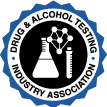 DRUG & ALCOHOL TESTING
INDUSTRY ASSOCIATION